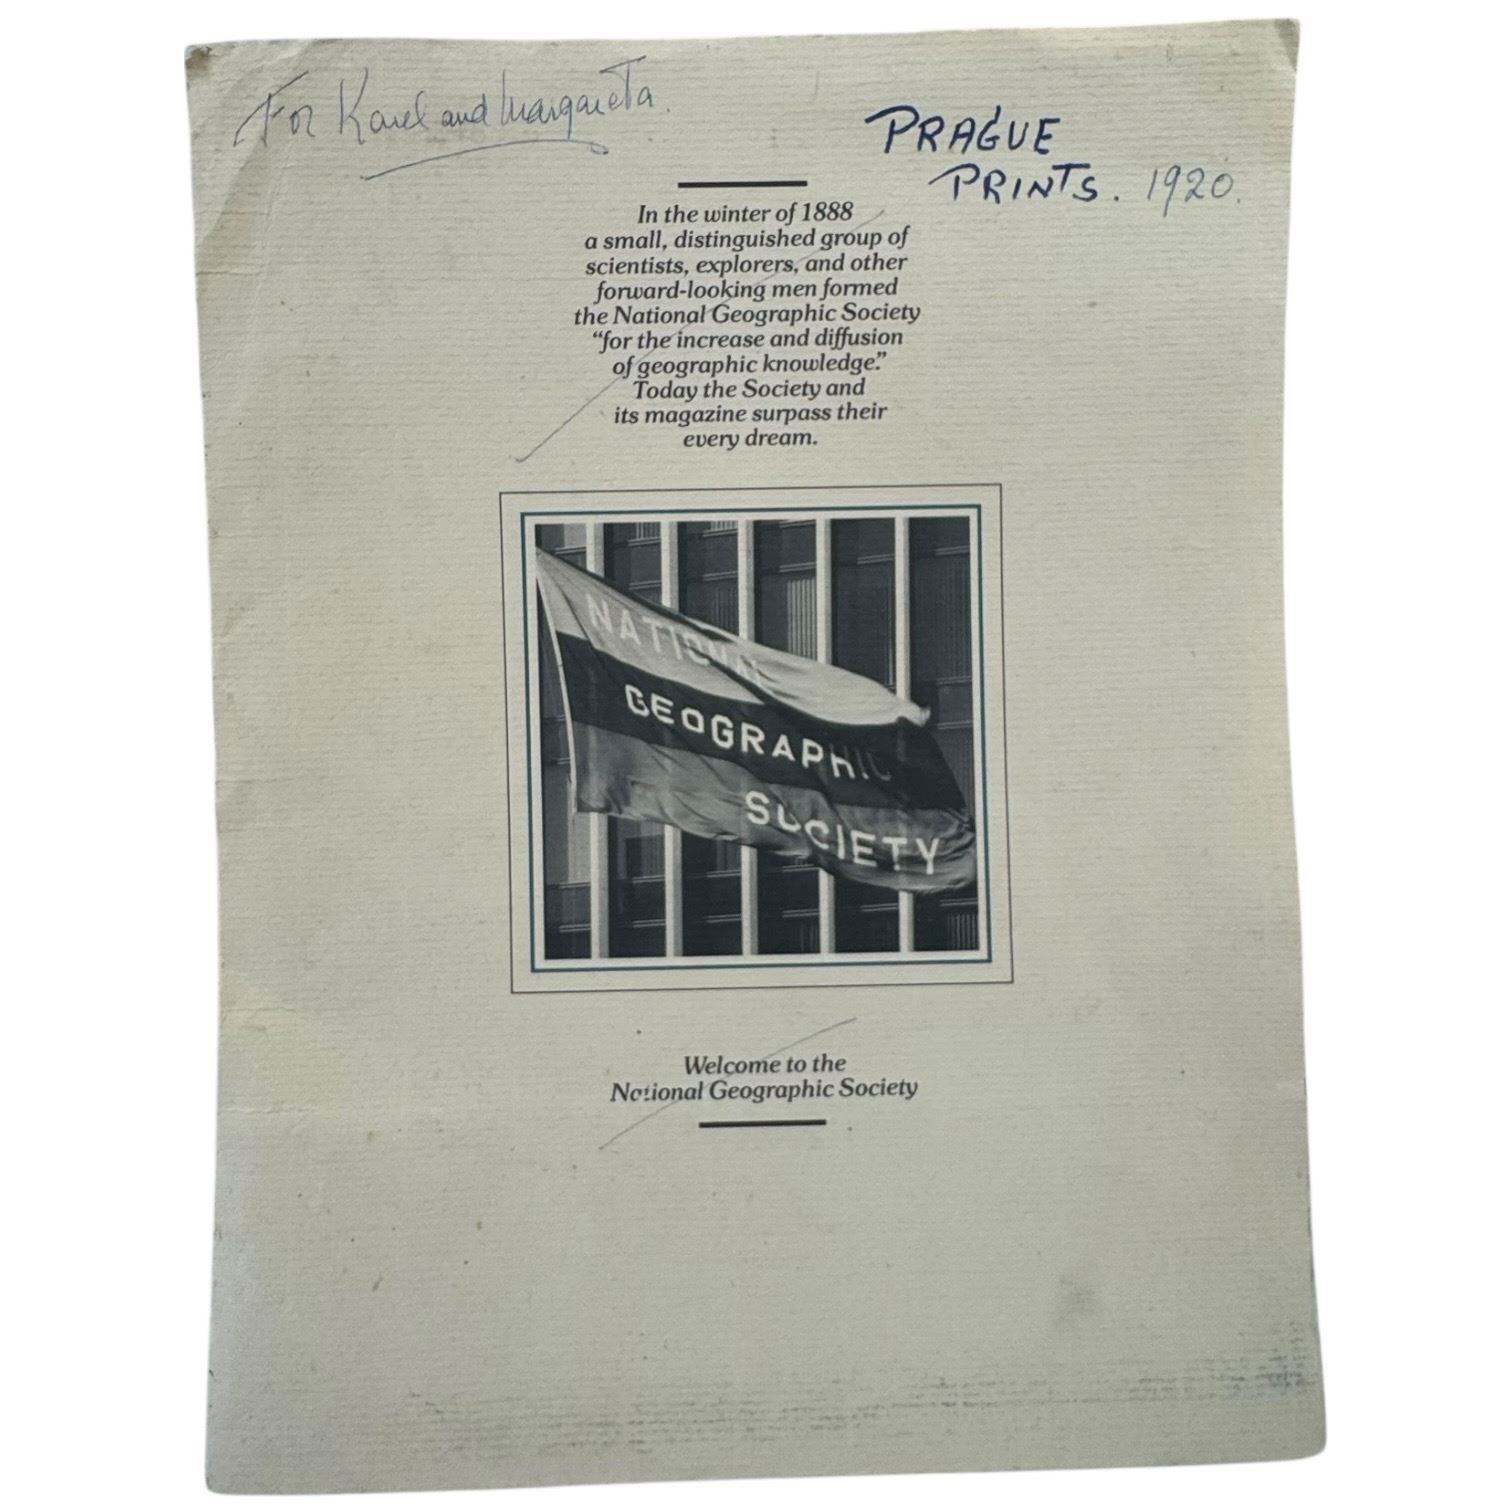 For Karel and Margareta.
PRAGUE
PRINTS. 1920.
In the winter of 1888
a small, distinguished group of
scientists, explorers, and other
forward-looking men formed
the National Geographic Society
“for the increase and diffusion
of geographic knowledge.”
Today the Society and
its magazine surpass their
every dream.
NATIONAL
GEOGRAPHIC
SOCIETY
Welcome to the
National Geographic Society